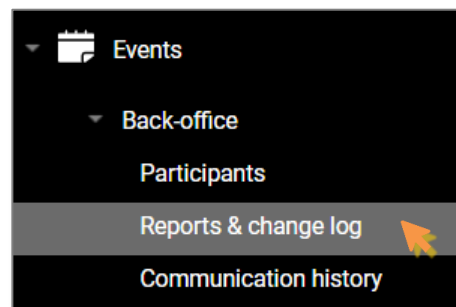 Events
Back-office
Participants
Reports & change log
Communication history